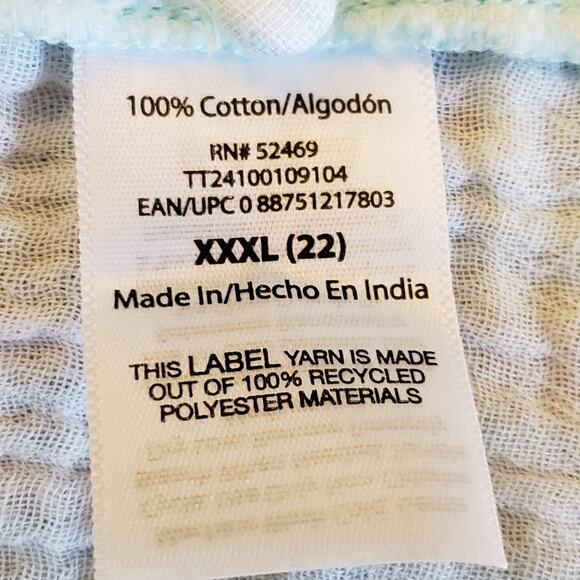 100% Cotton/Algodón
RN# 52469
TT24100109104
EAN/UPC 0 88751217803
XXXL (22)
Made In/Hecho En India
THIS LABEL YARN IS MADE
OUT OF 100% RECYCLED
POLYESTER MATERIALS